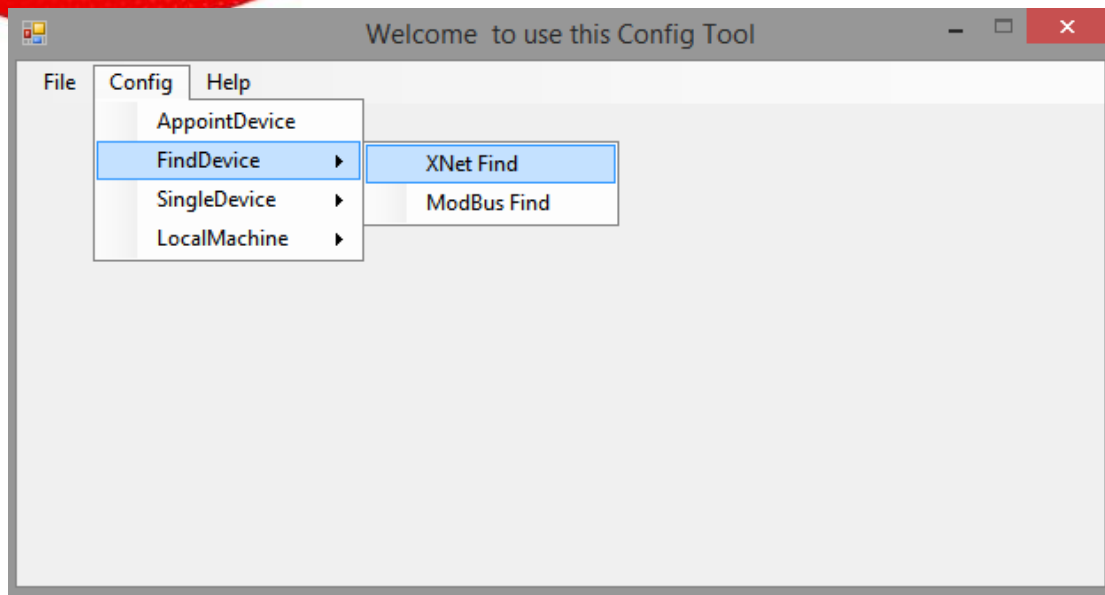 Welcome  to use this Config Tool
File Config Help
AppointDevice
FindDevice
XNet Find
SingleDevice
ModBus Find
LocalMachine